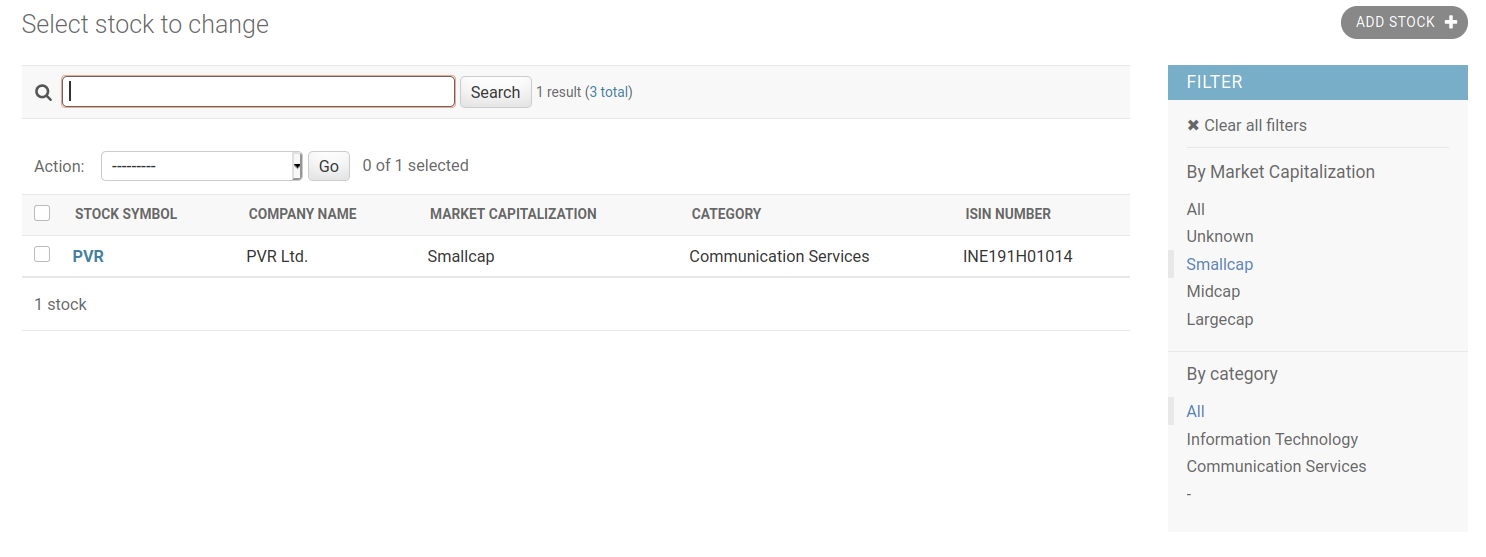 Select stock to change
ADD STOCK
Search 1 result (3 total)
Action: --------- Go 0 of 1 selected
STOCK SYMBOL COMPANY NAME MARKET CAPITALIZATION CATEGORY ISIN NUMBER
PVR PVR Ltd. Smallcap Communication Services INE191H01014
1 stock
FILTER
✖ Clear all filters
By Market Capitalization
All
Unknown
Smallcap
Midcap
Largecap
By category
All
Information Technology
Communication Services
-